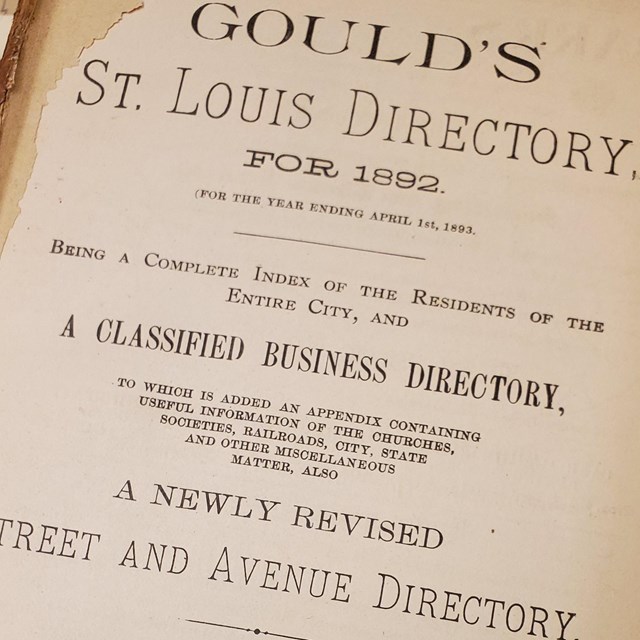 GOULD'S
ST. LOUIS DIRECTORY,
FOR 1892.
(FOR THE YEAR ENDING APRIL 1st, 1893.
BEING A COMPLETE INDEX OF THE RESIDENTS OF THE
ENTIRE CITY, AND
A CLASSIFIED BUSINESS DIRECTORY,
TO WHICH IS ADDED AN APPENDIX CONTAINING
USEFUL INFORMATION OF THE CHURCHES,
SOCIETIES, RAILROADS, CITY, STATE
AND OTHER MISCELLANEOUS
MATTER, ALSO
A NEWLY REVISED
TREET AND AVENUE DIRECTORY.